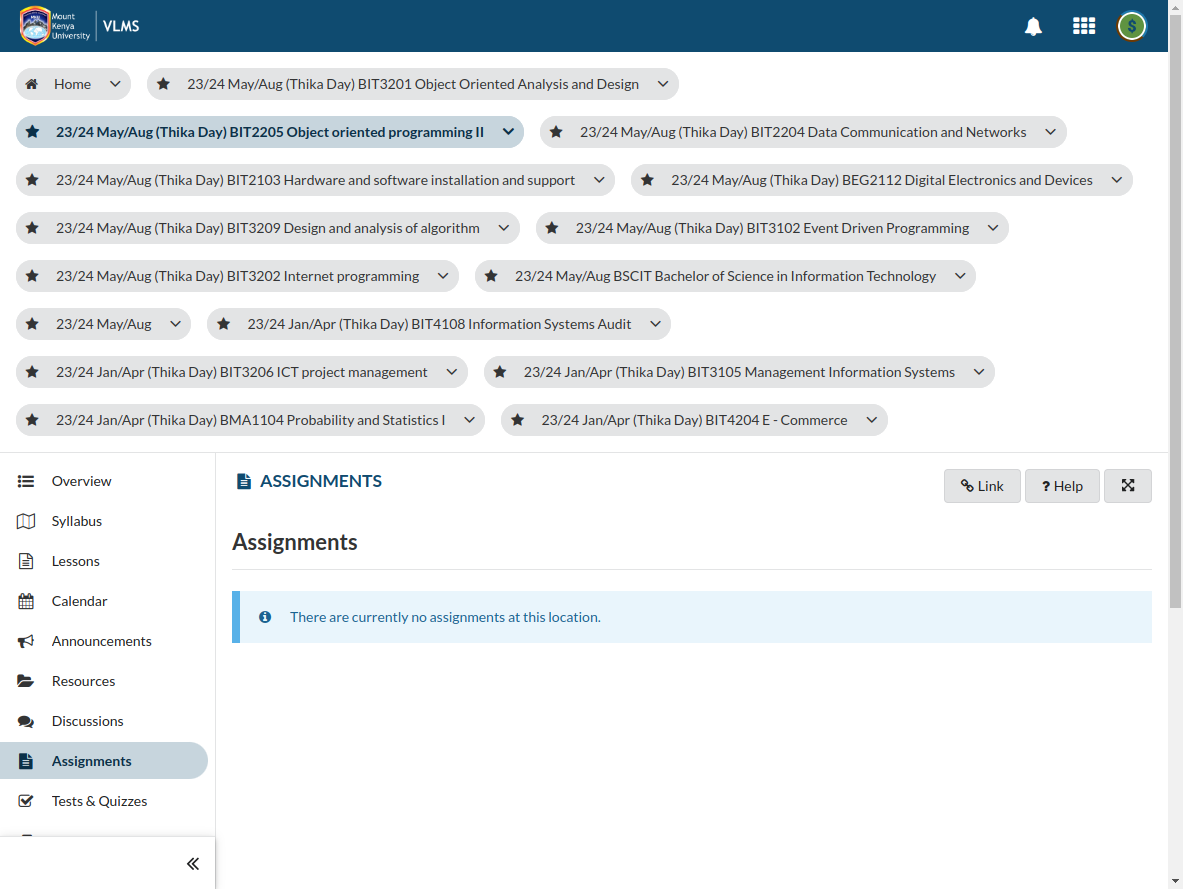 Mount
Kenya
University
VLMS
Home
23/24 May/Aug (Thika Day) BIT3201 Object Oriented Analysis and Design
23/24 May/Aug (Thika Day) BIT2205 Object oriented programming II
23/24 May/Aug (Thika Day) BIT2204 Data Communication and Networks
23/24 May/Aug (Thika Day) BIT2103 Hardware and software installation and support
23/24 May/Aug (Thika Day) BEG2112 Digital Electronics and Devices
23/24 May/Aug (Thika Day) BIT3209 Design and analysis of algorithm
23/24 May/Aug (Thika Day) BIT3102 Event Driven Programming
23/24 May/Aug (Thika Day) BIT3202 Internet programming
23/24 May/Aug BSCIT Bachelor of Science in Information Technology
23/24 May/Aug
23/24 Jan/Apr (Thika Day) BIT4108 Information Systems Audit
23/24 Jan/Apr (Thika Day) BIT3206 ICT project management
23/24 Jan/Apr (Thika Day) BIT3105 Management Information Systems
23/24 Jan/Apr (Thika Day) BMA1104 Probability and Statistics I
23/24 Jan/Apr (Thika Day) BIT4204 E - Commerce
Overview
Syllabus
Lessons
Calendar
Announcements
Resources
Discussions
Assignments
Tests & Quizzes
ASSIGNMENTS
Link
? Help
Assignments
There are currently no assignments at this location.